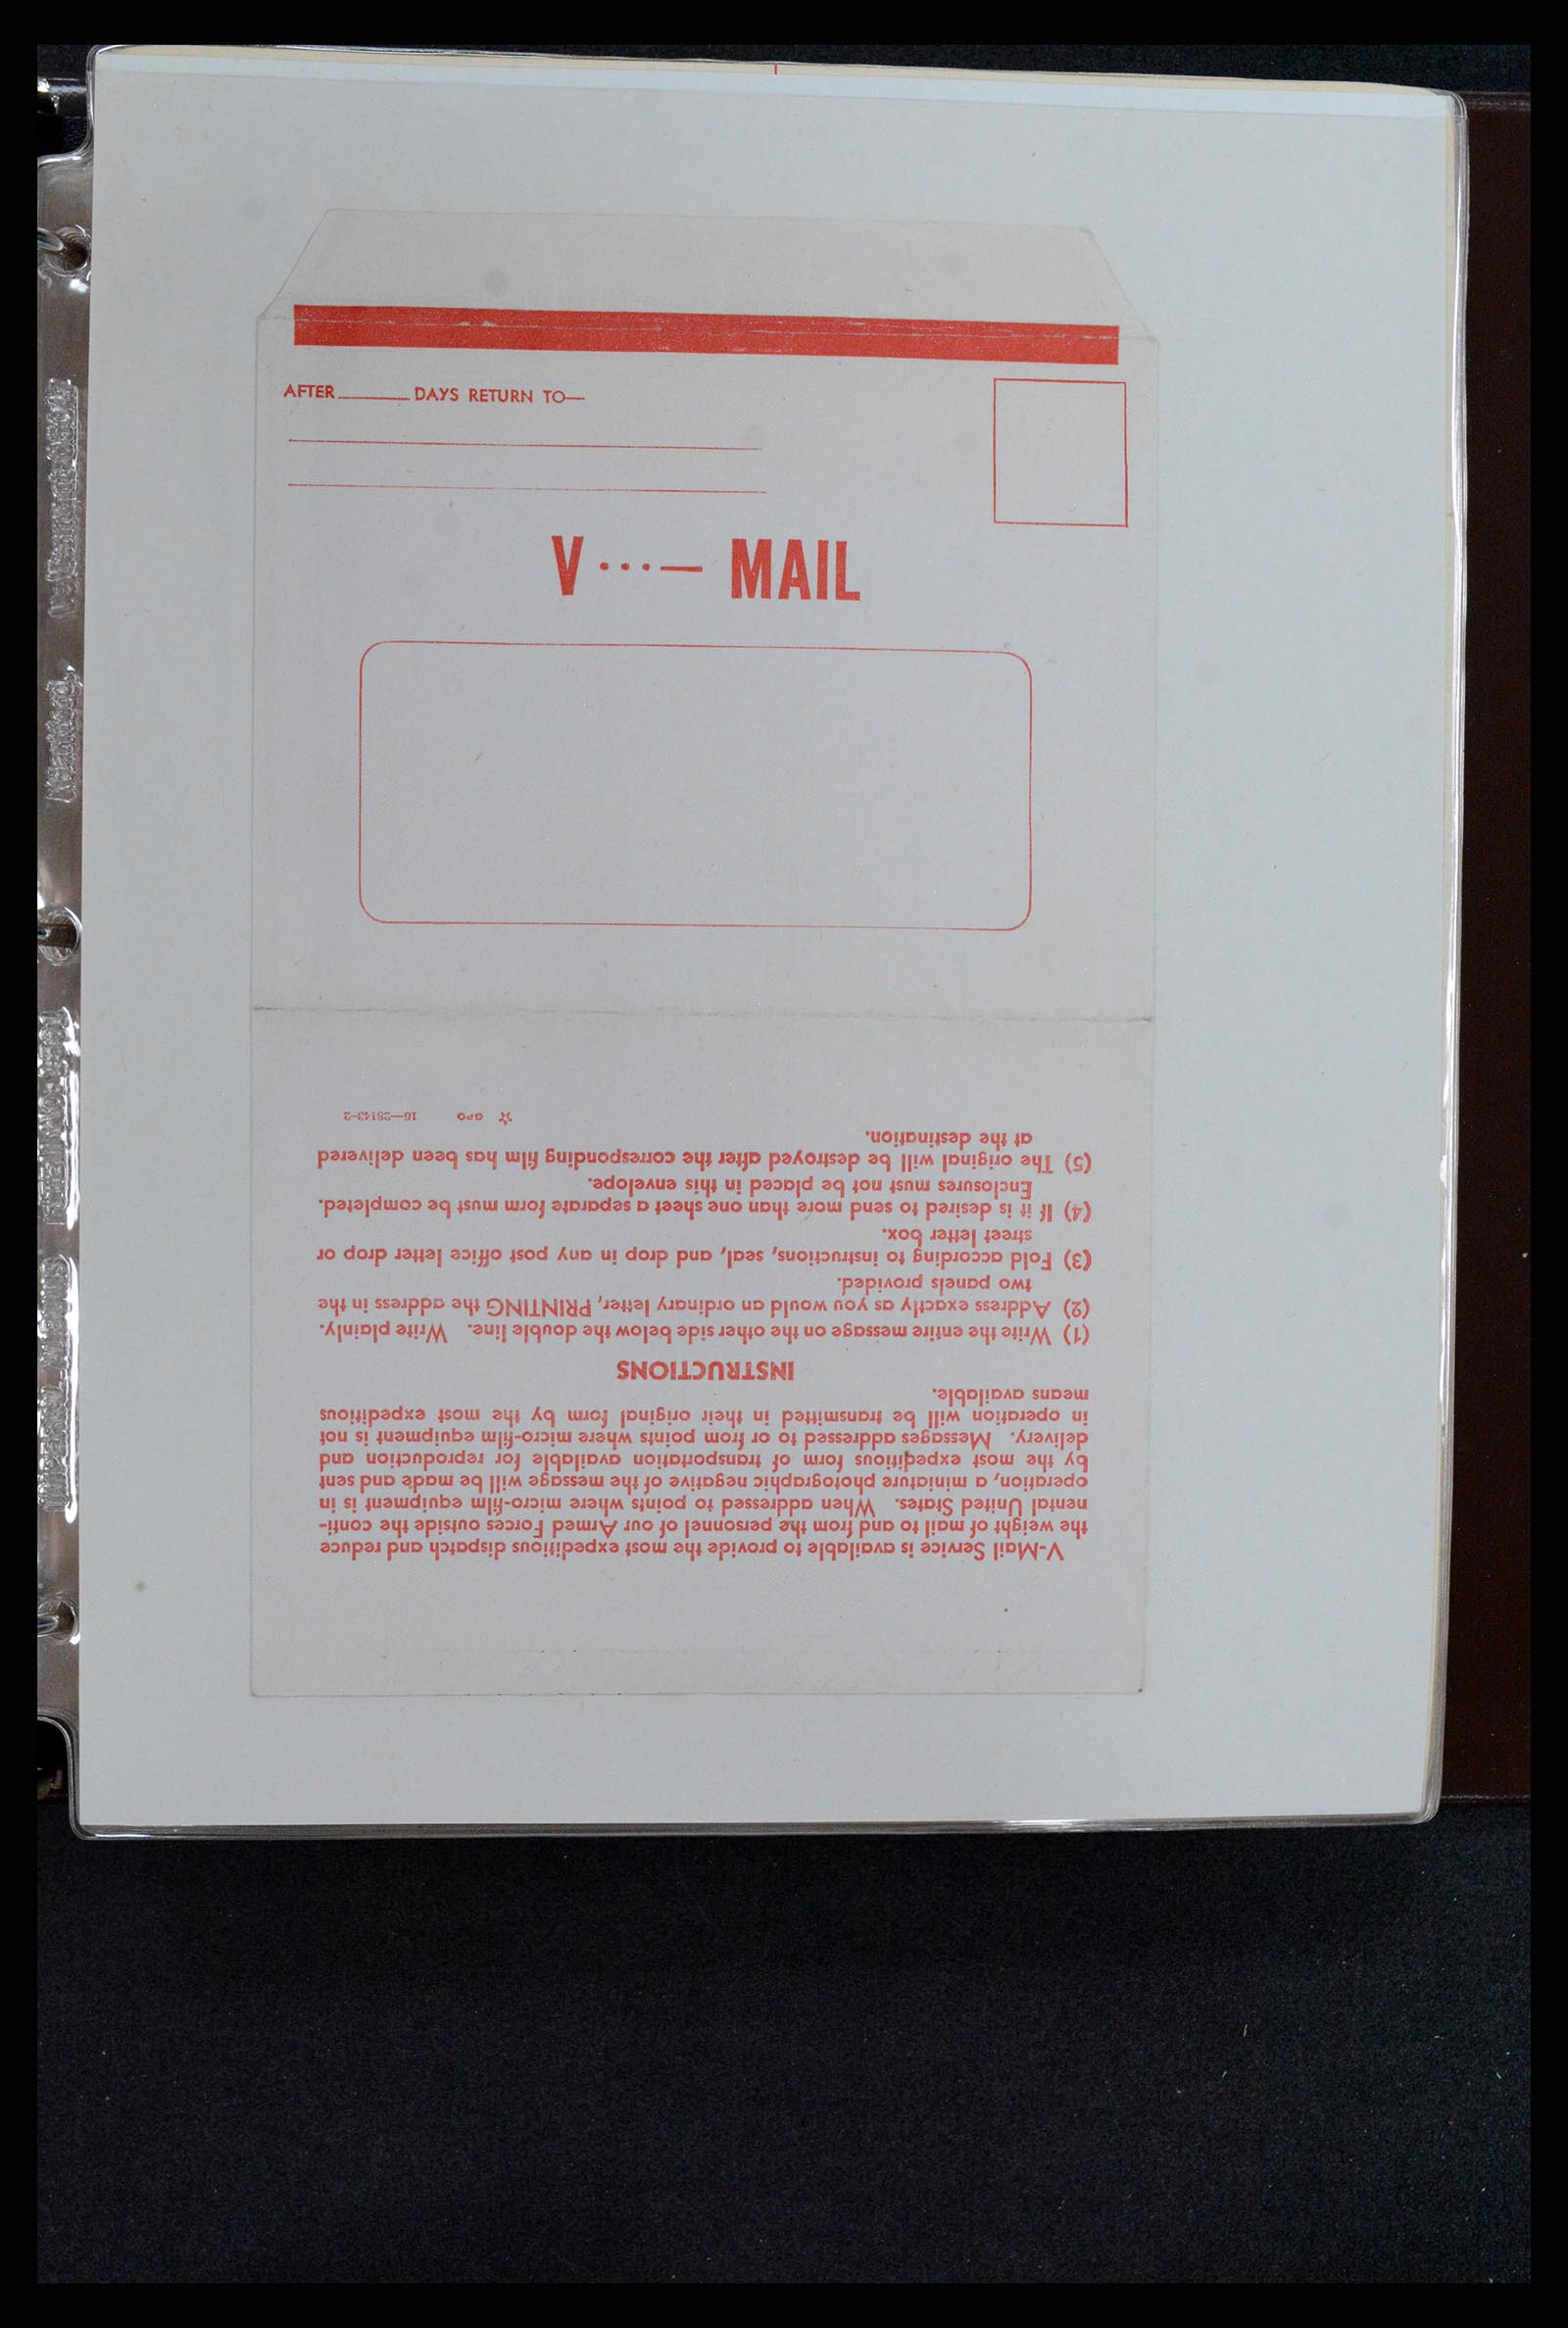 AFTER______ DAYS RETURN TO—
V ···— MAIL
V-Mail Service is available to provide the most expeditious dispatch and reduce
the weight of mail to and from the personnel of our Armed Forces outside the conti-
nental United States. When addressed to points where micro-film equipment is in
operation, a miniature photographic negative of the message will be made and sent
by the most expeditious form of transportation available for reproduction and
delivery. Messages addressed to or from points where micro-film equipment is not
in operation will be transmitted in their original form by the most expeditious
means available.
INSTRUCTIONS
(1) Write the entire message on the other side below the double line. Write plainly.
(2) Address exactly as you would an ordinary letter, PRINTING the address in the
two panels provided.
(3) Fold according to instructions, seal, and drop in any post office letter drop or
street letter box.
(4) If it is desired to send more than one sheet a separate form must be completed.
Enclosures must not be placed in this envelope.
(5) The original will be destroyed after the corresponding film has been delivered
at the destination.
☆ GPO 16—28143-2